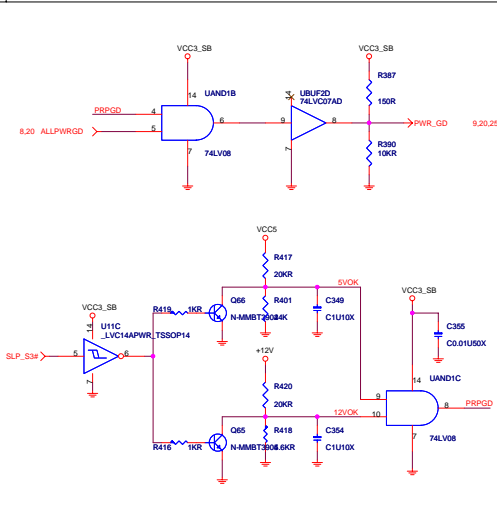 VCC3_SB
VCC3_SB
UAND1B
UBUF2D
74LVC07AD
R387
150R
14
14
PRPGD
4
5
6
9
8
PWR_GD
9,20,25
8,20 ALLPWRGD
R390
10KR
7
74LV08
7
VCC5
R417
20KR
VCC3_SB
5VOK
VCC3_SB
Q66
R401
C349
R419
1KR
N-MMBT3904
C1U10X
U11C
_LVC14APWR_TSSOP14
14
C355
C0.01U50X
SLP_S3#
5
6
+12V
7
R420
20KR
14
UAND1C
9
8
PRPGD
12VOK
10
Q65
R418
C354
7
74LV08
R416
1KR
C1U10X